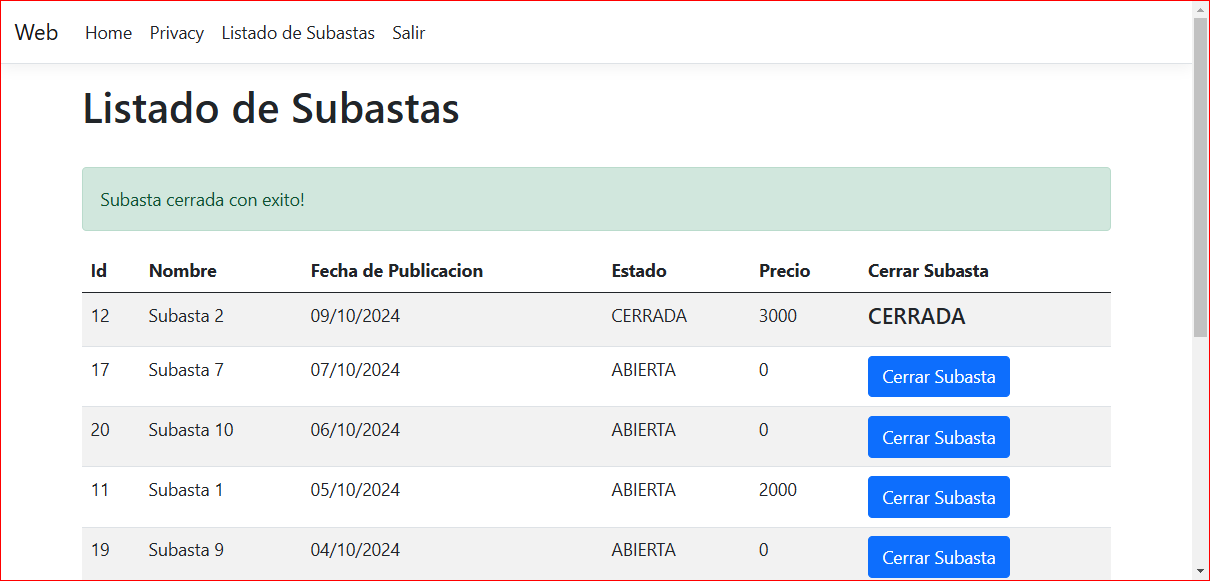 Web Home Privacy Listado de Subastas Salir
Listado de Subastas
Subasta cerrada con exito!
Id Nombre Fecha de Publicacion Estado Precio Cerrar Subasta
12 Subasta 2 09/10/2024 CERRADA 3000 CERRADA
17 Subasta 7 07/10/2024 ABIERTA 0 Cerrar Subasta
20 Subasta 10 06/10/2024 ABIERTA 0 Cerrar Subasta
11 Subasta 1 05/10/2024 ABIERTA 2000 Cerrar Subasta
19 Subasta 9 04/10/2024 ABIERTA 0 Cerrar Subasta